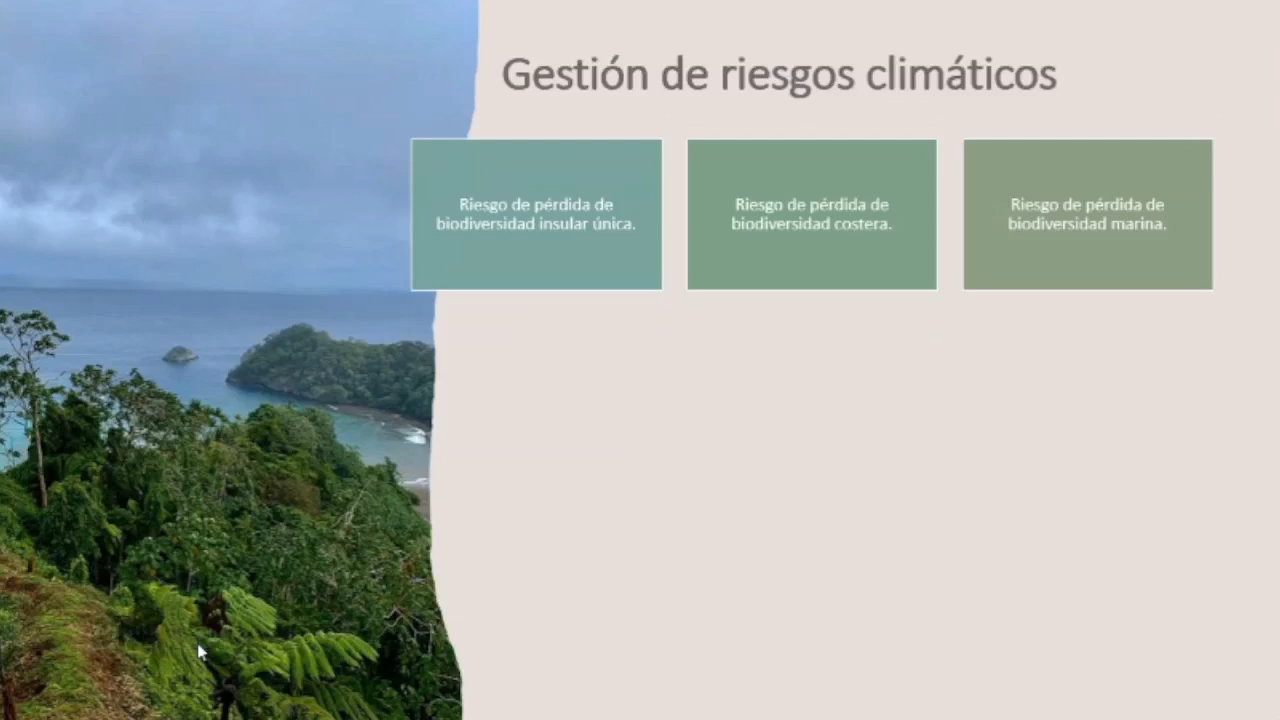 Gestión de riesgos climáticos
Riesgo de pérdida de
biodiversidad insular única.
Riesgo de pérdida de
biodiversidad costera.
Riesgo de pérdida de
biodiversidad marina.